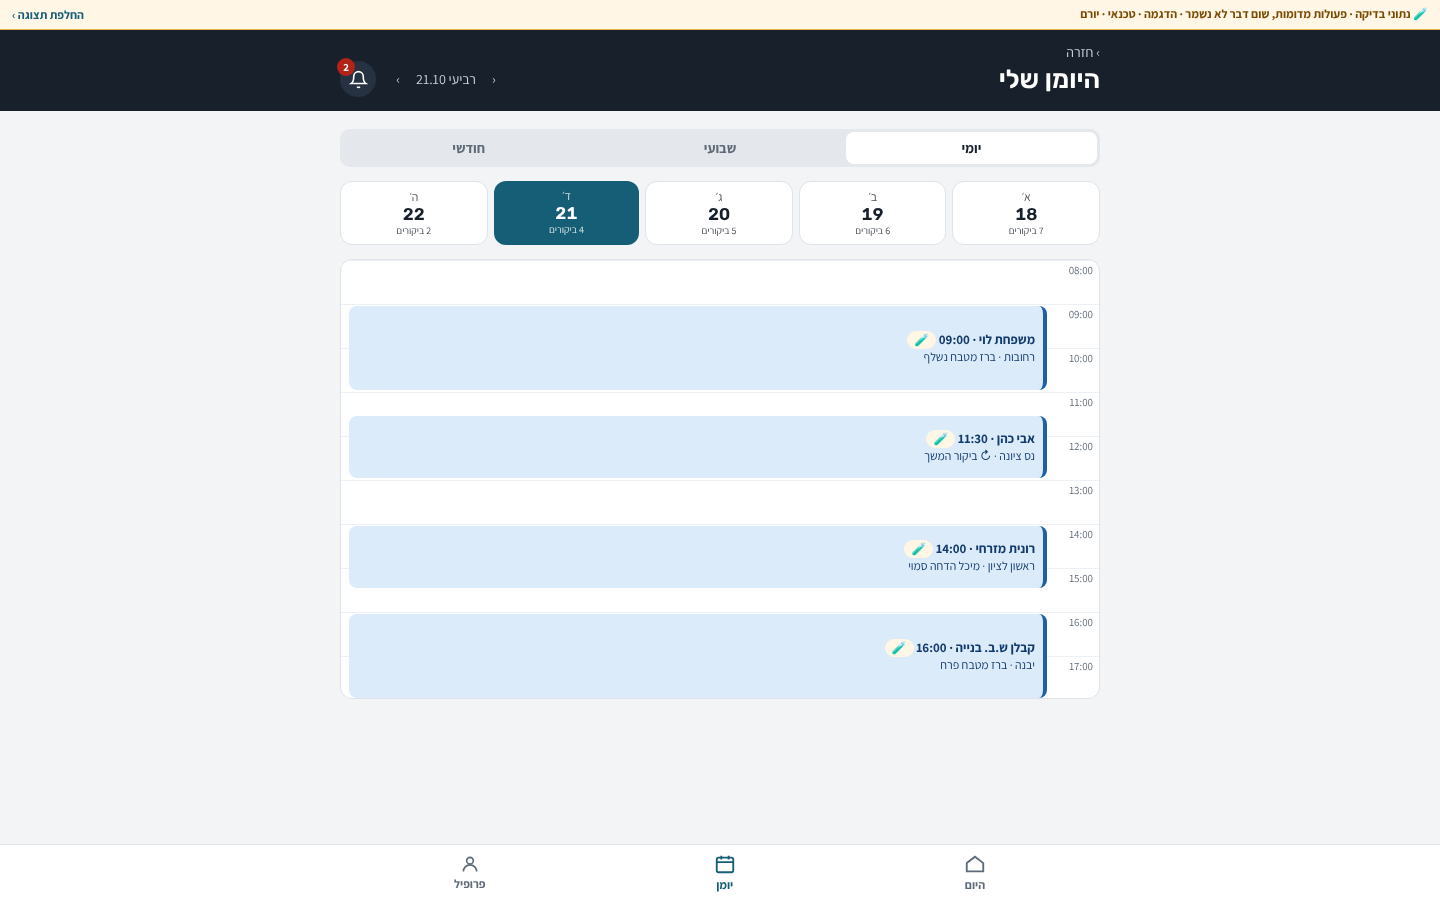 🧪 נתוני בדיקה · פעולות מדומות, שום דבר לא נשמר · הדגמה · טכנאי · יורם
החלפת תצוגה ›
› חזרה
היומן שלי
‹ רביעי 21.10 ›
2
יומי
שבועי
חודשי
א׳
18
7 ביקורים
ב׳
19
6 ביקורים
ג׳
20
5 ביקורים
ד׳
21
4 ביקורים
ה׳
22
2 ביקורים
08:00
09:00
משפחת לוי · 09:00 🧪
רחובות · ברז מטבח נשלף
10:00
11:00
אבי כהן · 11:30 🧪
נס ציונה · ↻ ביקור המשך
12:00
13:00
14:00
רונית מזרחי · 14:00 🧪
ראשון לציון · מיכל הדחה סמוי
15:00
16:00
קבלן ש.ב. בנייה · 16:00 🧪
יבנה · ברז מטבח פרח
17:00
היום
יומן
פרופיל